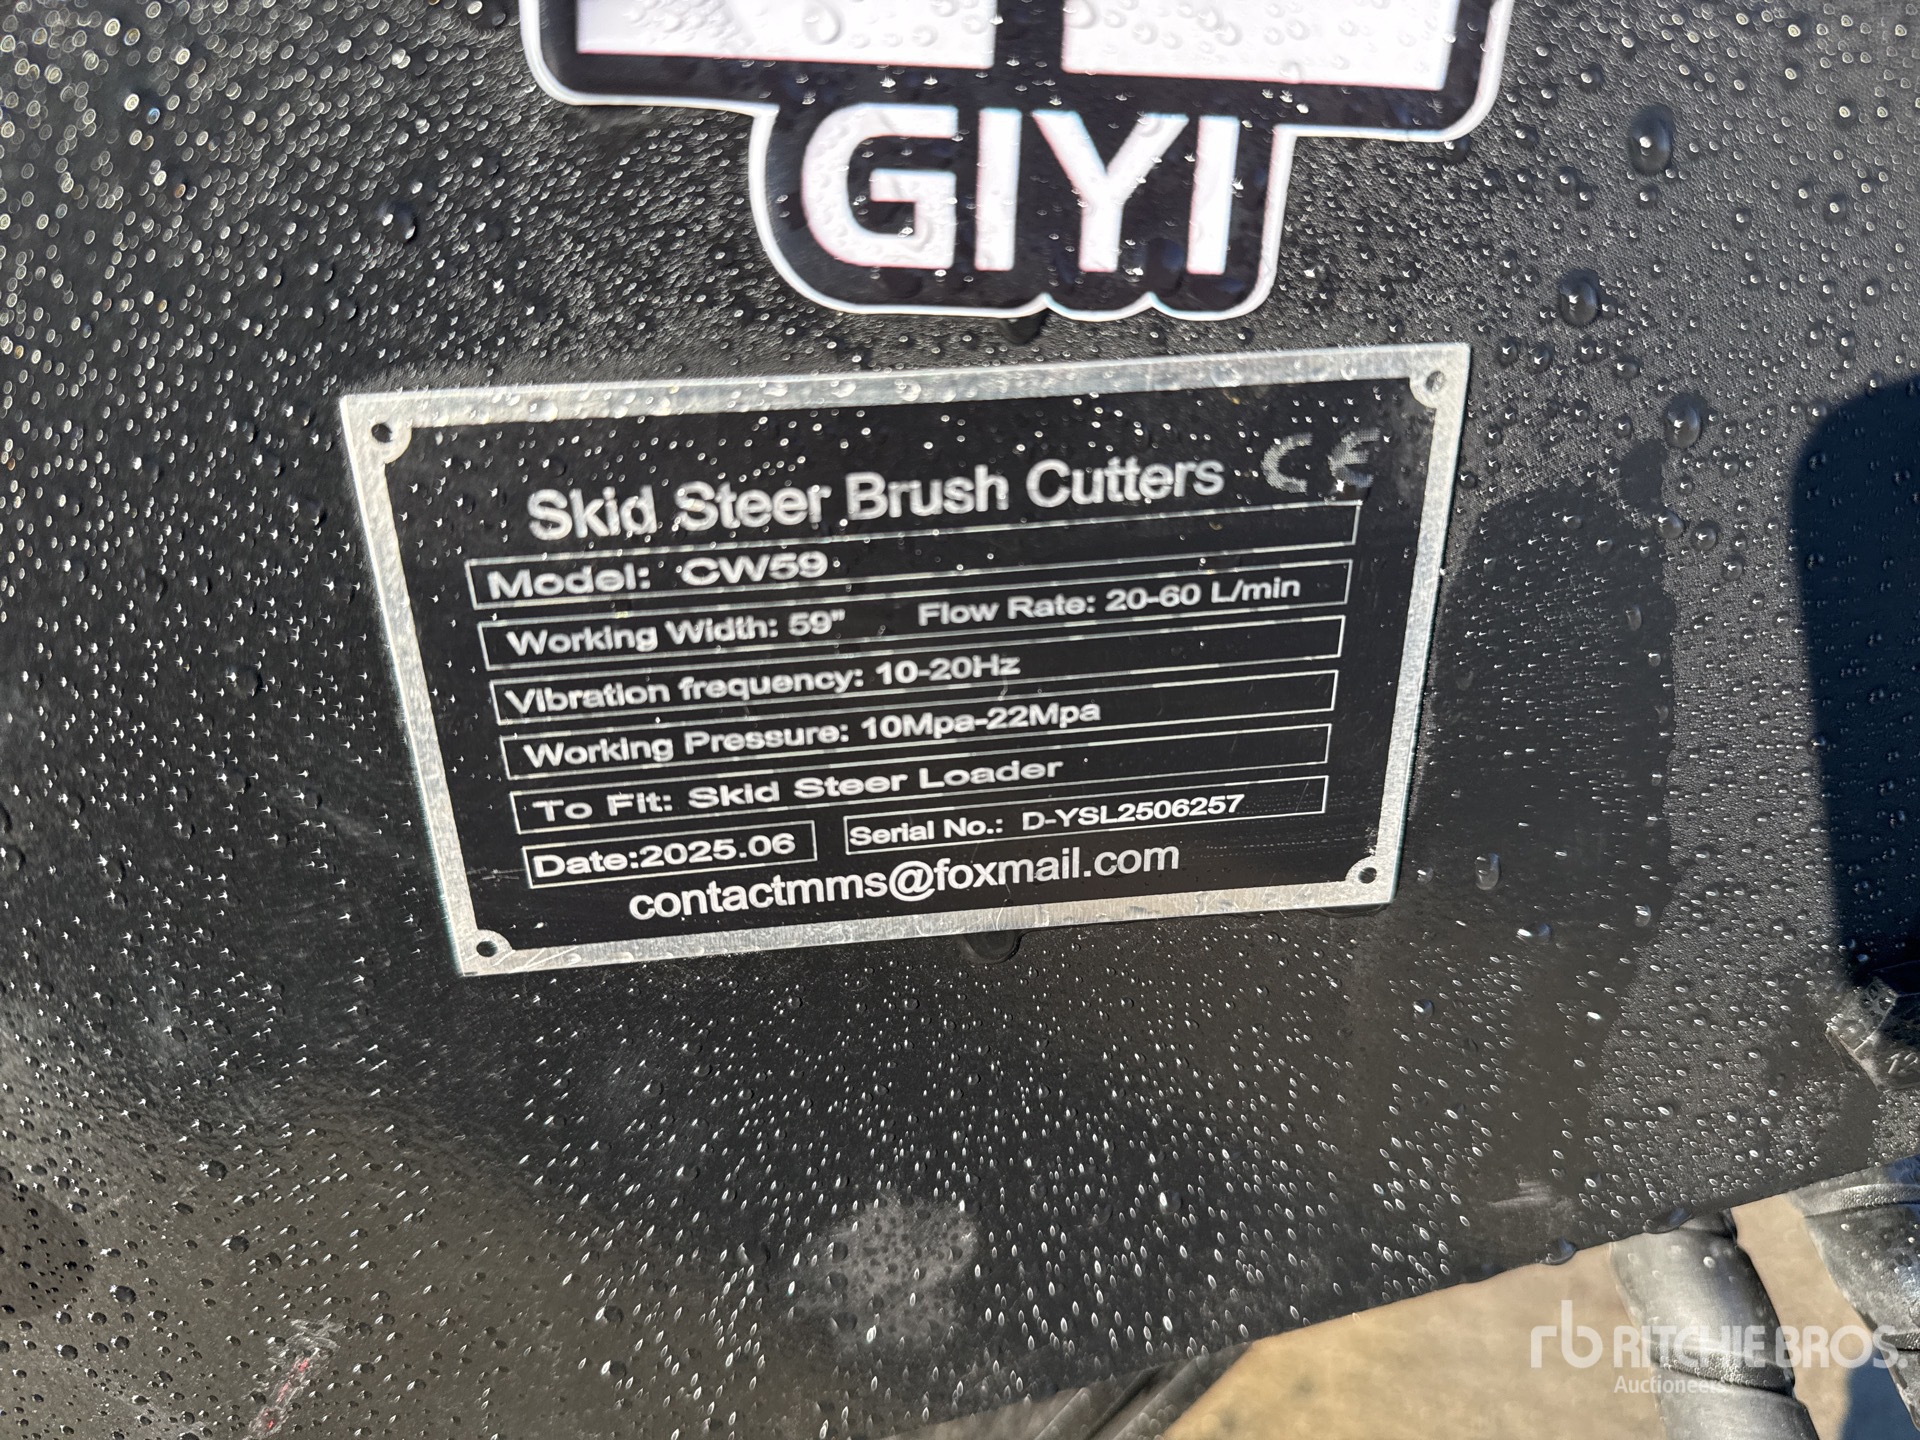 GIYI
Skid Steer Brush Cutters CE
Model: CW59
Working Width: 59" Flow Rate: 20-60 L/min
Vibration frequency: 10-20Hz
Working Pressure: 10Mpa-22Mpa
To Fit: Skid Steer Loader
Date:2025.06 Serial No.: D-YSL2506257
contactmms@foxmail.com
rb RITCHIE BROS.
Auctioneers